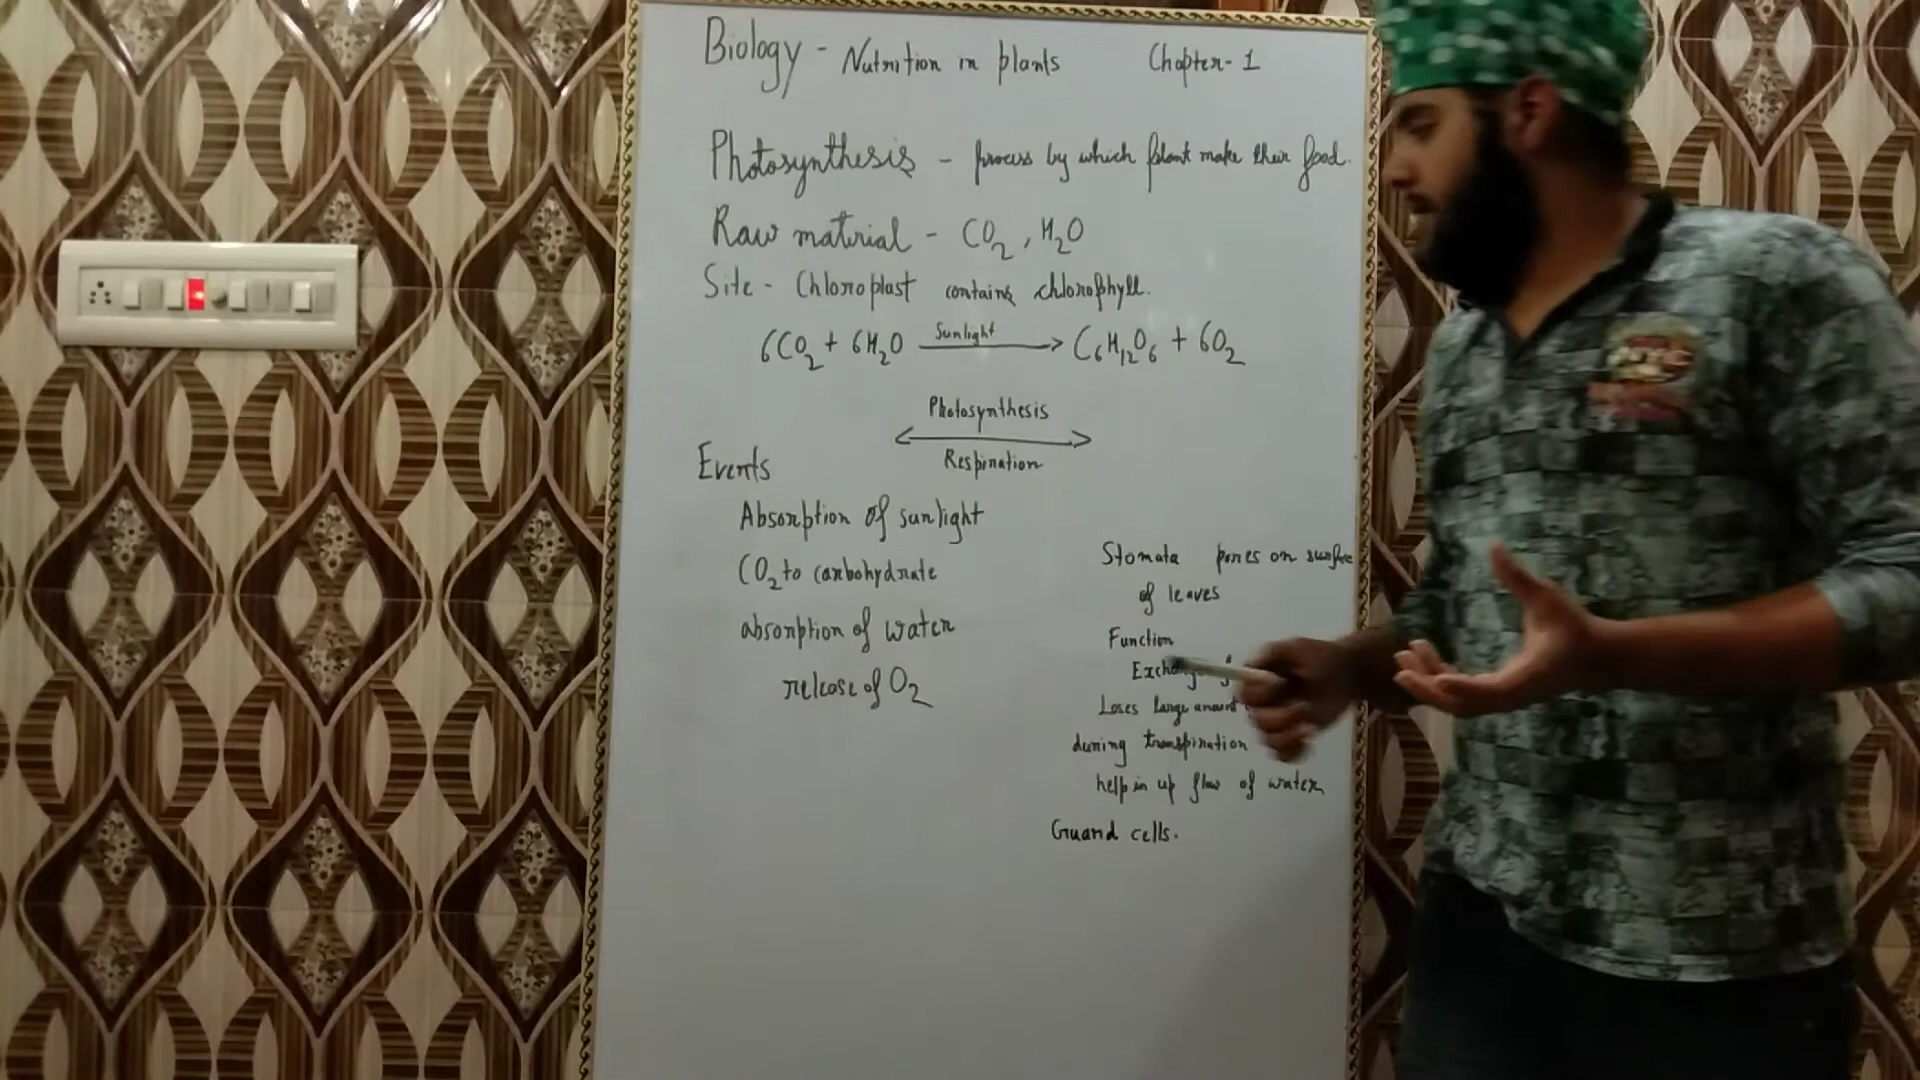 Biology - Nutrition in plants Chapter- 1
Photosynthesis - process by which plant make their food.
Raw material - CO2, H2O
Site - Chloroplast contains chlorophyll.
6CO2 + 6H2O Sunlight → C6H12O6 + 6O2
Photosynthesis
Respiration
Events
Absorption of sunlight
CO2 to carbohydrate
absorption of water
release of O2
Stomata pores on surface
of leaves
Function
Loses large amount
during transpiration
help in up flow of water
Guard cells.